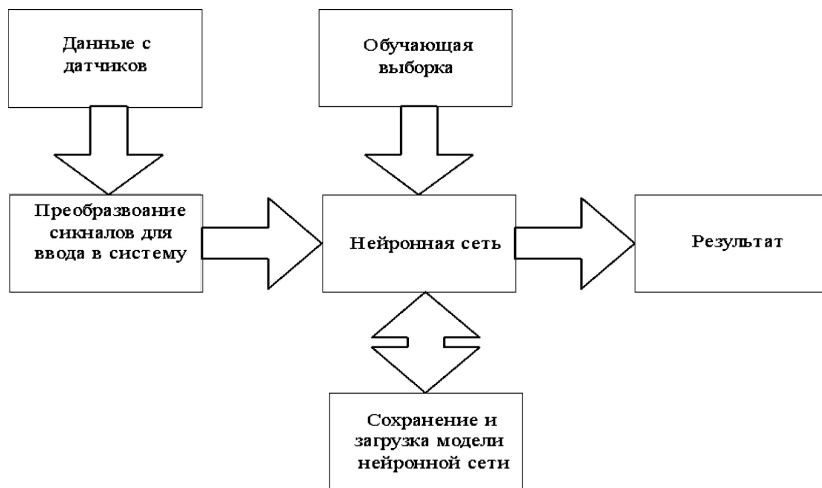 Данные с
датчиков
Обучающая
выборка
Преобразвоание
сикналов для
ввода в систему
Нейронная сеть
Результат
Сохранение и
загрузка модели
нейронной сети